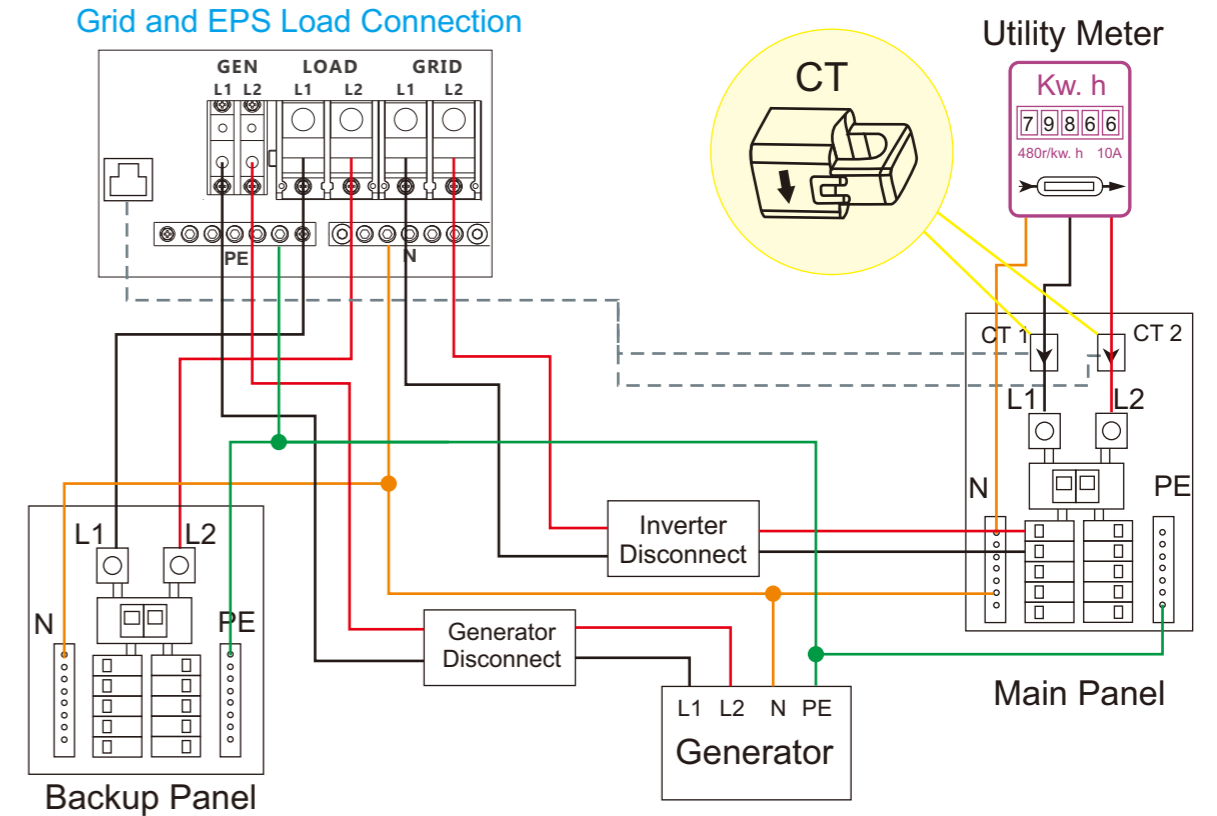 Grid and EPS Load Connection
GEN LOAD GRID
L1 L2 L1 L2 L1 L2
PE
N
CT
Utility Meter
Kw. h
79866
480r/kw. h 10A
CT 1
CT 2
L1
L2
N
PE
Inverter
Disconnect
Main Panel
L1
L2
N
PE
Backup Panel
Generator
Disconnect
L1 L2 N PE
Generator